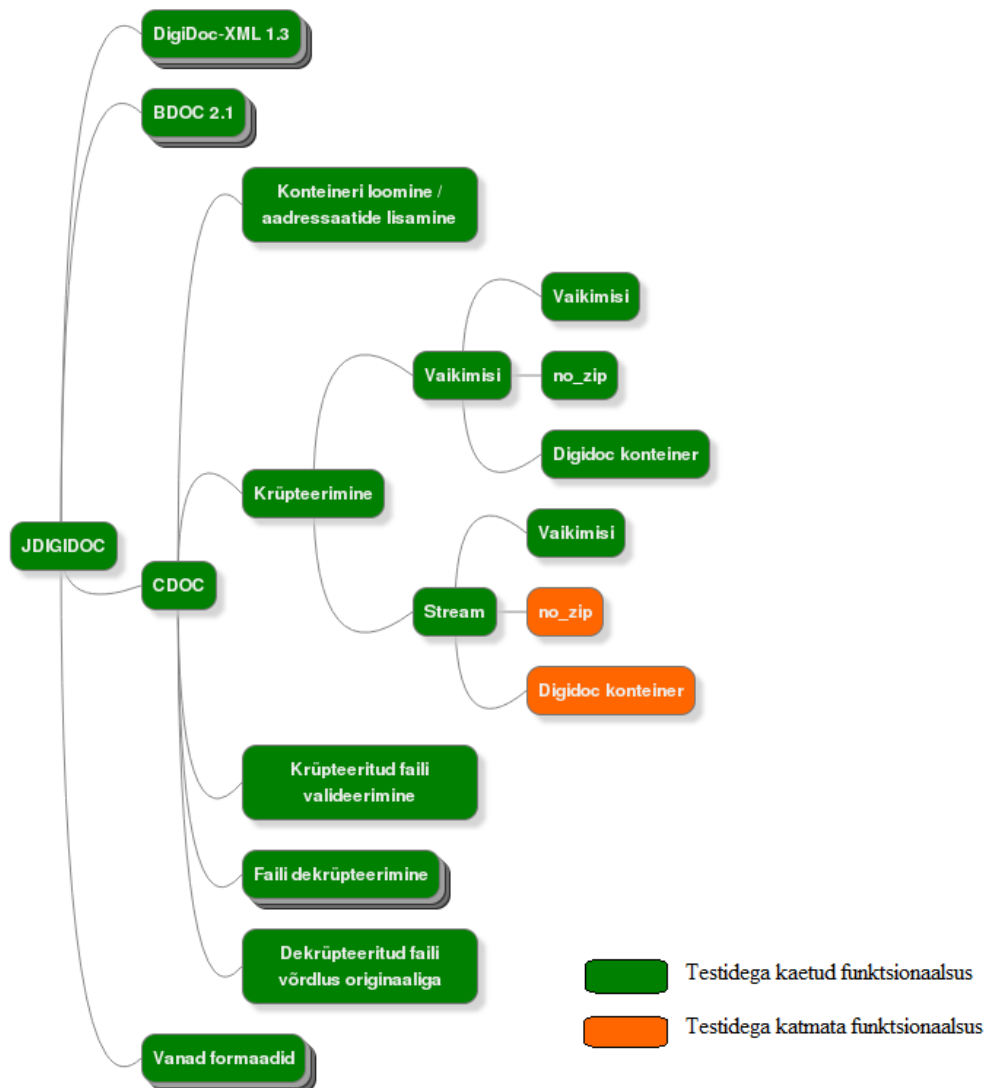 DigiDoc-XML 1.3
BDOC 2.1
Konteineri loomine /
aadressaatide lisamine
Vaikimisi
Vaikimisi
no_zip
Digidoc konteiner
Krüpteerimine
Vaikimisi
JDIGIDOC
CDOC
Stream
no_zip
Digidoc konteiner
Krüpteeritud faili
valideerimine
Faili dekrüpteerimine
Dekrüpteeritud faili
võrdlus originaaliga
Testidega kaetud funktsionaalsus
Testidega katmata funktsionaalsus
Vanad formaadid